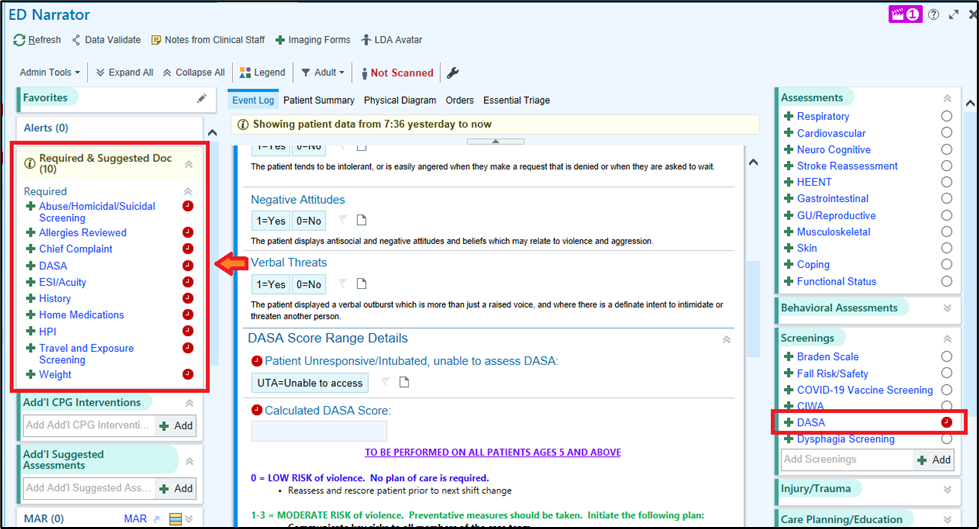 ED Narrator
1
Refresh
Data Validate
Notes from Clinical Staff
Imaging Forms
LDA Avatar
Admin Tools
Expand All
Collapse All
Legend
Adult
Not Scanned
Favorites
Alerts (0)
Required & Suggested Doc
(10)
Required
Abuse/Homicidal/Suicidal
Screening
Allergies Reviewed
Chief Complaint
DASA
ESI/Acuity
History
Home Medications
HPI
Travel and Exposure
Screening
Weight
Add'l CPG Interventions
Add Add'l CPG Interventi...
Add
Add'l Suggested
Assessments
Add Add'l Suggested Ass...
Add
MAR (0)
MAR
Event Log
Patient Summary
Physical Diagram
Orders
Essential Triage
Showing patient data from 7:36 yesterday to now
1=Yes 0=No
The patient tends to be intolerant, or is easily angered when they make a request that is denied or when they are asked to wait.
Negative Attitudes
1=Yes 0=No
The patient displays antisocial and negative attitudes and beliefs which may relate to violence and aggression.
Verbal Threats
1=Yes 0=No
The patient displayed a verbal outburst which is more than just a raised voice, and where there is a definate intent to intimidate or
threaten another person.
DASA Score Range Details
Patient Unresponsive/Intubated, unable to assess DASA:
UTA=Unable to access
Calculated DASA Score:
TO BE PERFORMED ON ALL PATIENTS AGES 5 AND ABOVE
0 = LOW RISK of violence. No plan of care is required.
• Reassess and rescore patient prior to next shift change
1-3 = MODERATE RISK of violence. Preventative measures should be taken. Initiate the following plan:
Communicate key risks to all members of the care team
Assessments
Respiratory
Cardiovascular
Neuro Cognitive
Stroke Reassessment
HEENT
Gastrointestinal
GU/Reproductive
Musculoskeletal
Skin
Coping
Functional Status
Behavioral Assessments
Screenings
Braden Scale
Fall Risk/Safety
COVID-19 Vaccine Screening
CIWA
DASA
Dysphagia Screening
Add Screenings
Add
Injury/Trauma
Care Planning/Education